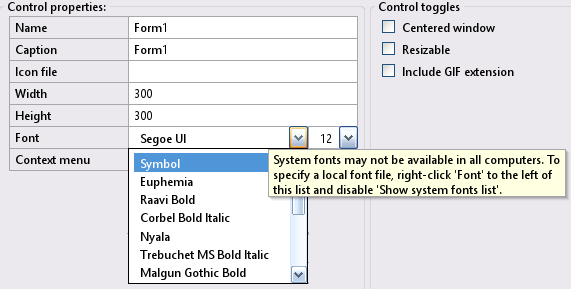 Control properties:
Control toggles
Name Form1
Caption Form1
Icon file
Width 300
Height 300
Font Segoe UI 12
Context menu
Centered window
Resizable
Include GIF extension
Symbol
Euphemia
Raavi Bold
Corbel Bold Italic
Nyala
Trebuchet MS Bold Italic
Malgun Gothic Bold
System fonts may not be available in all computers. To
specify a local font file, right-click 'Font' to the left of
this list and disable 'Show system fonts list'.